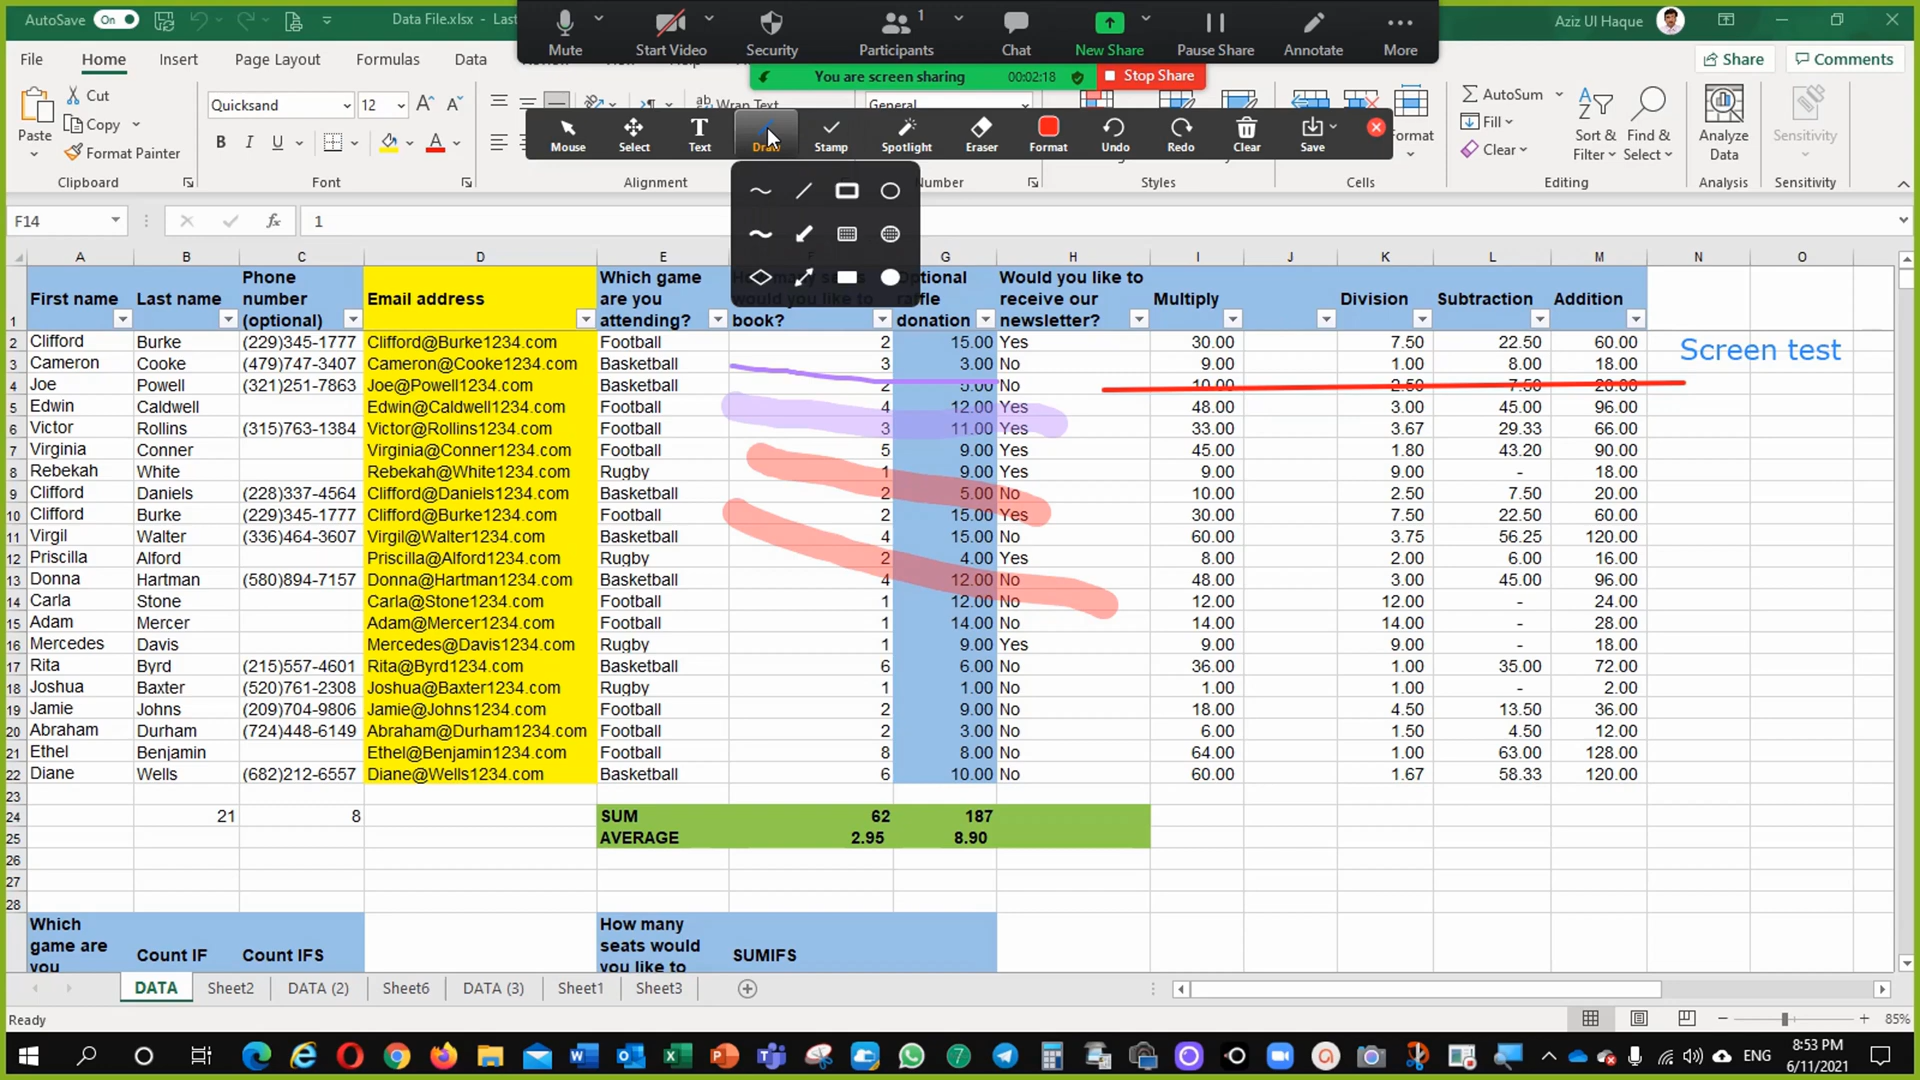 AutoSave On Data File.xlsx - Last Aziz Ul Haque
Mute Start Video Security Participants 1 Chat New Share Pause Share Annotate More
You are screen sharing 00:02:18 Stop Share
File Home Insert Page Layout Formulas Data Share Comments
Paste Cut Copy Format Painter
Quicksand 12
B I U A
Wrap Text General
Mouse Select Text Draw Stamp Spotlight Eraser Format Undo Redo Clear Save
Format
AutoSum Fill Clear
Sort & Filter Find & Select
Analyze Data Sensitivity
Clipboard Font Alignment Number Styles Cells Editing Analysis Sensitivity
F14 fx 1
A B C D E G H I J K L M N O
1 First name Last name Phone number (optional) Email address Which game are you attending? would you like to book? Optional raffle donation Would you like to receive our newsletter? Multiply Division Subtraction Addition
2 Clifford Burke (229)345-1777 Clifford@Burke1234.com Football 2 15.00 Yes 30.00 7.50 22.50 60.00
Screen test
3 Cameron Cooke (479)747-3407 Cameron@Cooke1234.com Basketball 3 3.00 No 9.00 1.00 8.00 18.00
4 Joe Powell (321)251-7863 Joe@Powell1234.com Basketball 2 5.00 No 10.00 2.50 7.50 20.00
5 Edwin Caldwell Edwin@Caldwell1234.com Football 4 12.00 Yes 48.00 3.00 45.00 96.00
6 Victor Rollins (315)763-1384 Victor@Rollins1234.com Football 3 11.00 Yes 33.00 3.67 29.33 66.00
7 Virginia Conner Virginia@Conner1234.com Football 5 9.00 Yes 45.00 1.80 43.20 90.00
8 Rebekah White Rebekah@White1234.com Rugby 1 9.00 Yes 9.00 9.00 - 18.00
9 Clifford Daniels (228)337-4564 Clifford@Daniels1234.com Basketball 2 5.00 No 10.00 2.50 7.50 20.00
10 Clifford Burke (229)345-1777 Clifford@Burke1234.com Football 2 15.00 Yes 30.00 7.50 22.50 60.00
11 Virgil Walter (336)464-3607 Virgil@Walter1234.com Basketball 4 15.00 No 60.00 3.75 56.25 120.00
12 Priscilla Alford Priscilla@Alford1234.com Rugby 2 4.00 Yes 8.00 2.00 6.00 16.00
13 Donna Hartman (580)894-7157 Donna@Hartman1234.com Basketball 4 12.00 No 48.00 3.00 45.00 96.00
14 Carla Stone Carla@Stone1234.com Football 1 12.00 No 12.00 12.00 - 24.00
15 Adam Mercer Adam@Mercer1234.com Football 1 14.00 No 14.00 14.00 - 28.00
16 Mercedes Davis Mercedes@Davis1234.com Rugby 1 9.00 Yes 9.00 9.00 - 18.00
17 Rita Byrd (215)557-4601 Rita@Byrd1234.com Basketball 6 6.00 No 36.00 1.00 35.00 72.00
18 Joshua Baxter (520)761-2308 Joshua@Baxter1234.com Rugby 1 1.00 No 1.00 1.00 - 2.00
19 Jamie Johns (209)704-9806 Jamie@Johns1234.com Football 2 9.00 No 18.00 4.50 13.50 36.00
20 Abraham Durham (724)448-6149 Abraham@Durham1234.com Football 2 3.00 No 6.00 1.50 4.50 12.00
21 Ethel Benjamin Ethel@Benjamin1234.com Football 8 8.00 No 64.00 1.00 63.00 128.00
22 Diane Wells (682)212-6557 Diane@Wells1234.com Basketball 6 10.00 No 60.00 1.67 58.33 120.00
23
24 21 8 SUM 62 187
25 AVERAGE 2.95 8.90
26
27
28
Which game are you Count IF Count IFS How many seats would you like to SUMIFS
DATA Sheet2 DATA (2) Sheet6 DATA (3) Sheet1 Sheet3
Ready 85%
ENG 8:53 PM
6/11/2021